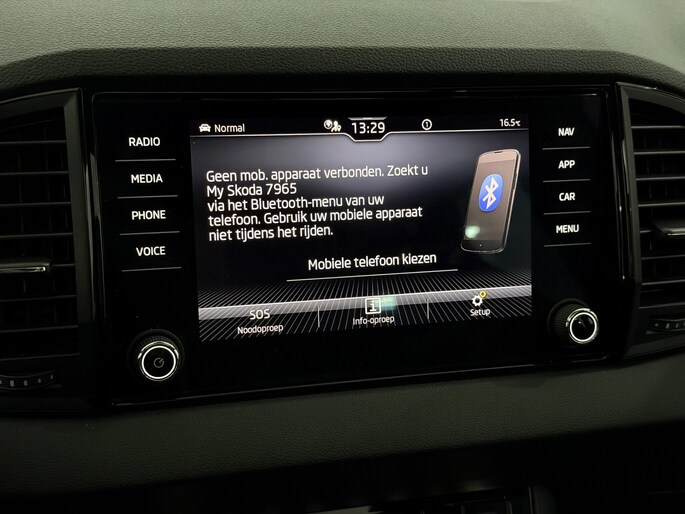 Normal
13:29
16.5°C
RADIO
MEDIA
PHONE
VOICE
Geen mob. apparaat verbonden. Zoekt u
My Skoda 7965
via het Bluetooth-menu van uw
telefoon. Gebruik uw mobiele apparaat
niet tijdens het rijden.
Mobiele telefoon kiezen
SOS
Noodoproep
Info-oproep
Setup
NAV
APP
CAR
MENU